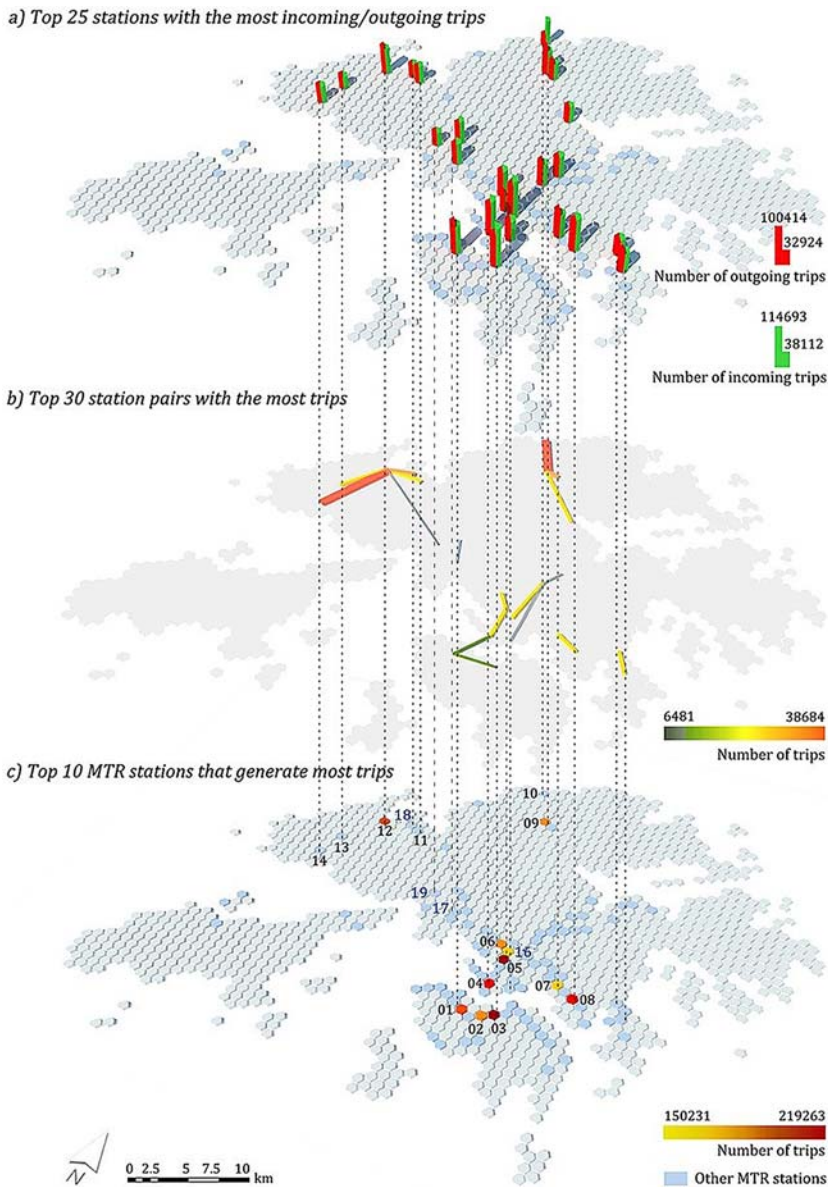 a) Top 25 stations with the most incoming/outgoing trips
100414
32924
Number of outgoing trips
114693
38112
Number of incoming trips
b) Top 30 station pairs with the most trips
6481 38684
Number of trips
c) Top 10 MTR stations that generate most trips
10
18
09
12
11
13
14
19
17
06
16
05
04
07
08
01
02 03
150231 219263
Number of trips
Other MTR stations
N
0 2.5 5 7.5 10
km